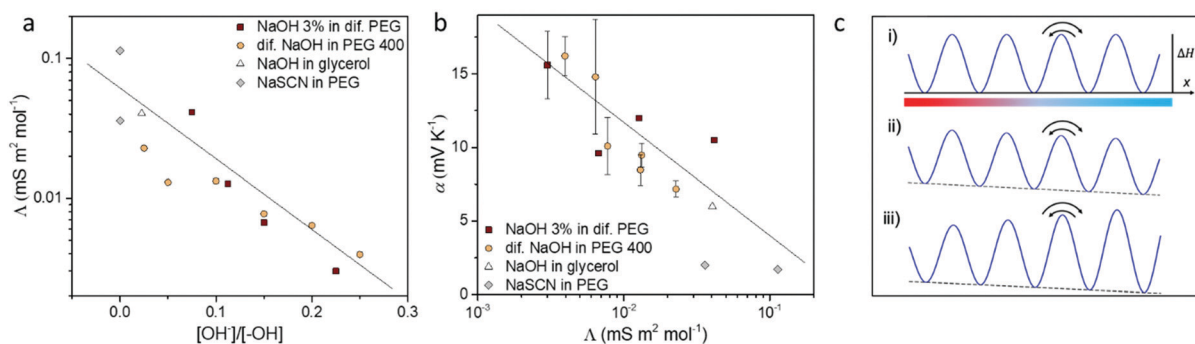 a
NaOH 3% in dif. PEG
dif. NaOH in PEG 400
NaOH in glycerol
NaSCN in PEG
0.1
0.01
Λ (mS m² mol⁻¹)
0.0 0.1 0.2 0.3
[OH⁻]/[-OH]
b
15
10
5
0
α (mV K⁻¹)
NaOH 3% in dif. PEG
dif. NaOH in PEG 400
NaOH in glycerol
NaSCN in PEG
10⁻³ 10⁻² 10⁻¹
Λ (mS m² mol⁻¹)
c
i)
ΔH
x
ii)
iii)